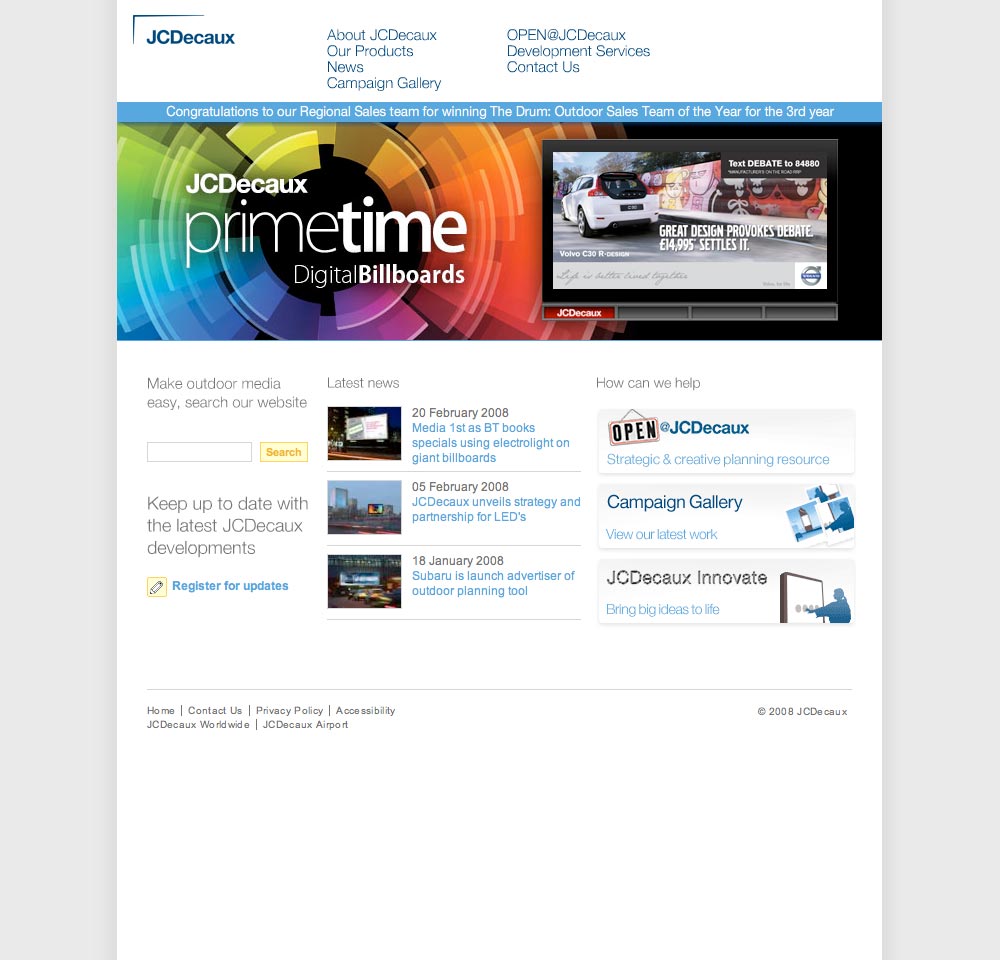 JCDecaux
About JCDecaux
Our Products
News
Campaign Gallery
OPEN@JCDecaux
Development Services
Contact Us
Congratulations to our Regional Sales team for winning The Drum: Outdoor Sales Team of the Year for the 3rd year
JCDecaux
primetime
DigitalBillboards
Text DEBATE to 84880
*MANUFACTURER'S ON THE ROAD RRP
GREAT DESIGN PROVOKES DEBATE.
£14,995* SETTLES IT.
Volvo C30 R-DESIGN
Life is better lived together
Volvo. for life
JCDecaux
Make outdoor media
easy, search our website
Search
Keep up to date with
the latest JCDecaux
developments
Register for updates
Latest news
20 February 2008
Media 1st as BT books
specials using electrolight on
giant billboards
05 February 2008
JCDecaux unveils strategy and
partnership for LED's
18 January 2008
Subaru is launch advertiser of
outdoor planning tool
How can we help
OPEN@JCDecaux
Strategic & creative planning resource
Campaign Gallery
View our latest work
JCDecaux Innovate
Bring big ideas to life
Home | Contact Us | Privacy Policy | Accessibility
JCDecaux Worldwide | JCDecaux Airport
© 2008 JCDecaux